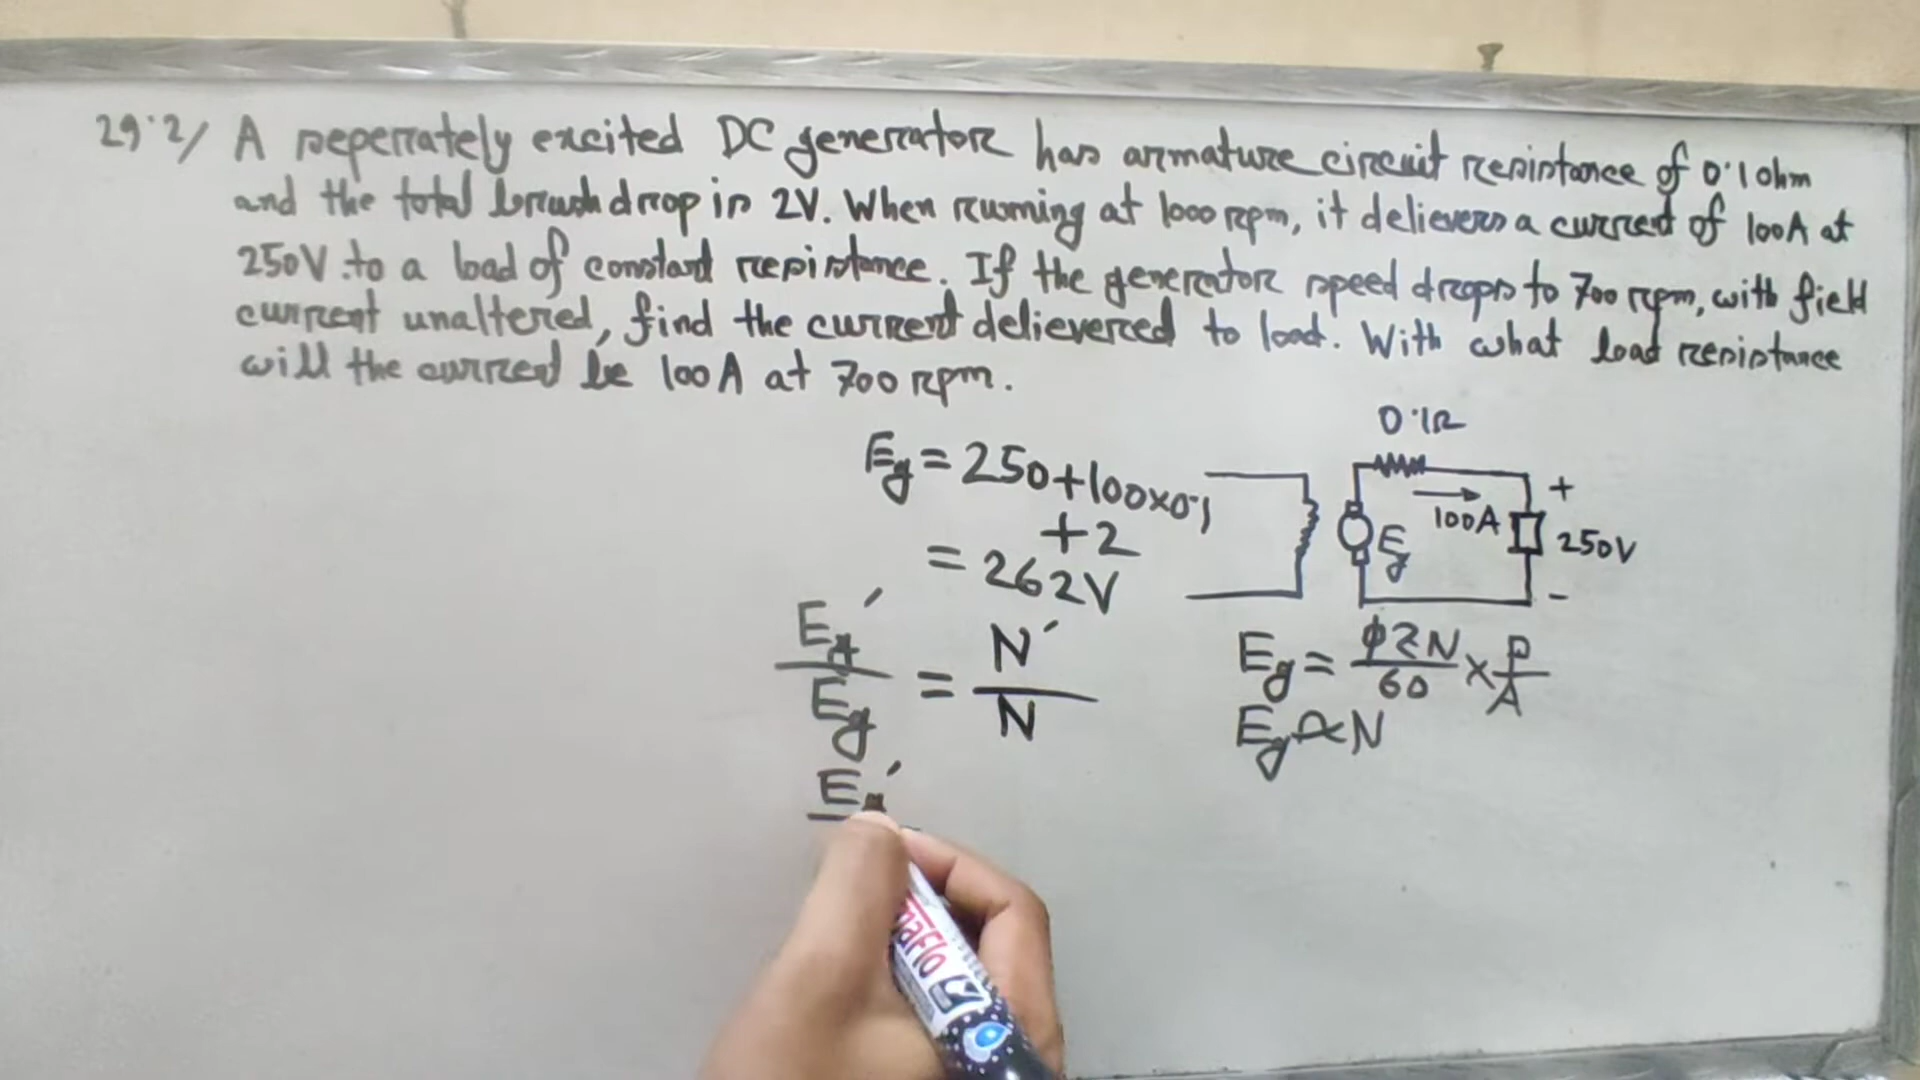 29.2/ A seperately excited DC generator has armature circuit resistance of 0.1 ohm
and the total brush drop is 2V. When running at 1000 rpm, it delievers a current of 100A at
250V to a load of constant resistance. If the generator speed drops to 700 rpm, with field
current unaltered, find the current delievered to load. With what load resistance
will the current be 100A at 700 rpm.
Eg = 250+100×0.1
+2
= 262V
Eg′ / Eg = N′ / N
Eg′
0.1Ω
100A
Eg
+
250V
-
Eg = ϕZN/60 × P/A
Eg ∝ N